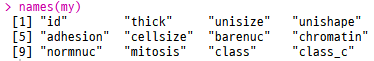 > names(my)
[1] "id" "thick" "unisize" "unishape"
[5] "adhesion" "cellsize" "barenuc" "chromatin"
[9] "normnuc" "mitosis" "class" "class_c"